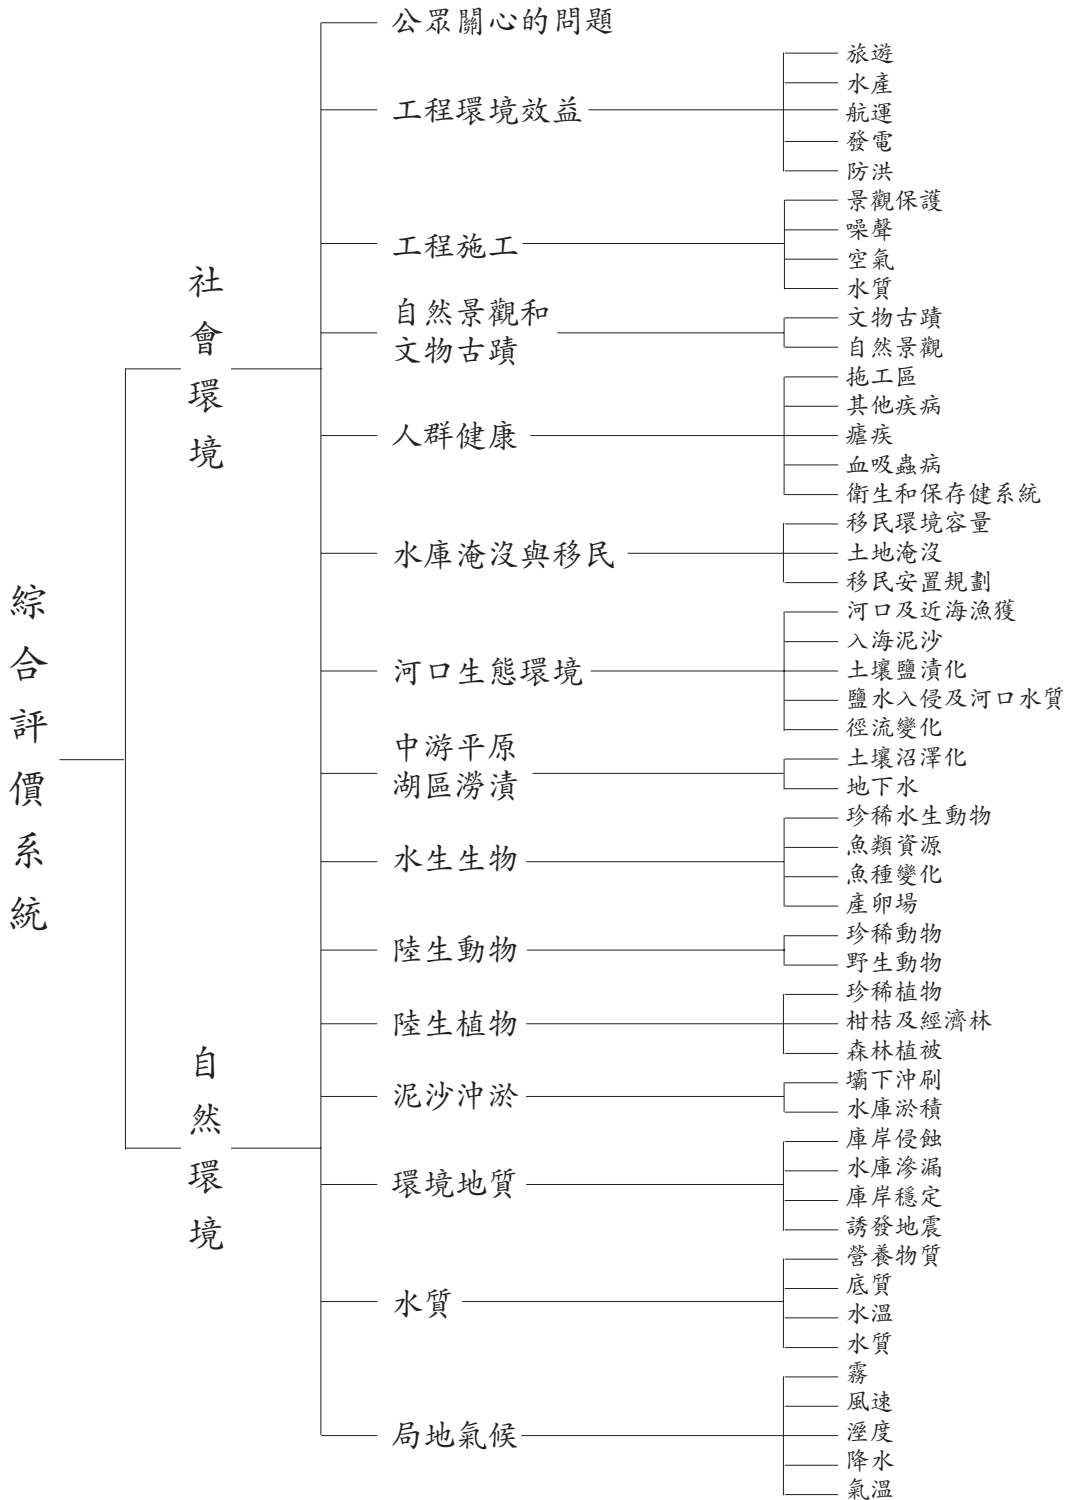 綜合評價系統
社會環境
公眾關心的問題
工程環境效益
旅遊
水產
航運
發電
防洪
工程施工
景觀保護
噪聲
空氣
水質
自然景觀和
文物古蹟
文物古蹟
自然景觀
人群健康
拖工區
其他疾病
瘧疾
血吸蟲病
衛生和保存健系統
水庫淹沒與移民
移民環境容量
土地淹沒
移民安置規劃
自然環境
河口生態環境
河口及近海漁獲
入海泥沙
土壤鹽漬化
鹽水入侵及河口水質
徑流變化
中游平原
湖區澇漬
土壤沼澤化
地下水
水生生物
珍稀水生動物
魚類資源
魚種變化
產卵場
陸生動物
珍稀動物
野生動物
陸生植物
珍稀植物
柑桔及經濟林
森林植被
泥沙沖淤
壩下沖刷
水庫淤積
環境地質
庫岸侵蝕
水庫滲漏
庫岸穩定
誘發地震
水質
營養物質
底質
水溫
水質
局地氣候
霧
風速
溼度
降水
氣溫